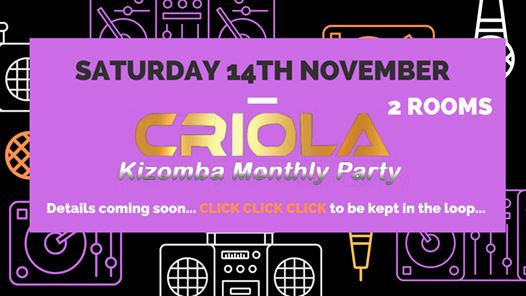 SATURDAY 14TH NOVEMBER
2 ROOMS
CRIOLA
Kizomba Monthly Party
Details coming soon... CLICK CLICK CLICK to be kept in the loop...